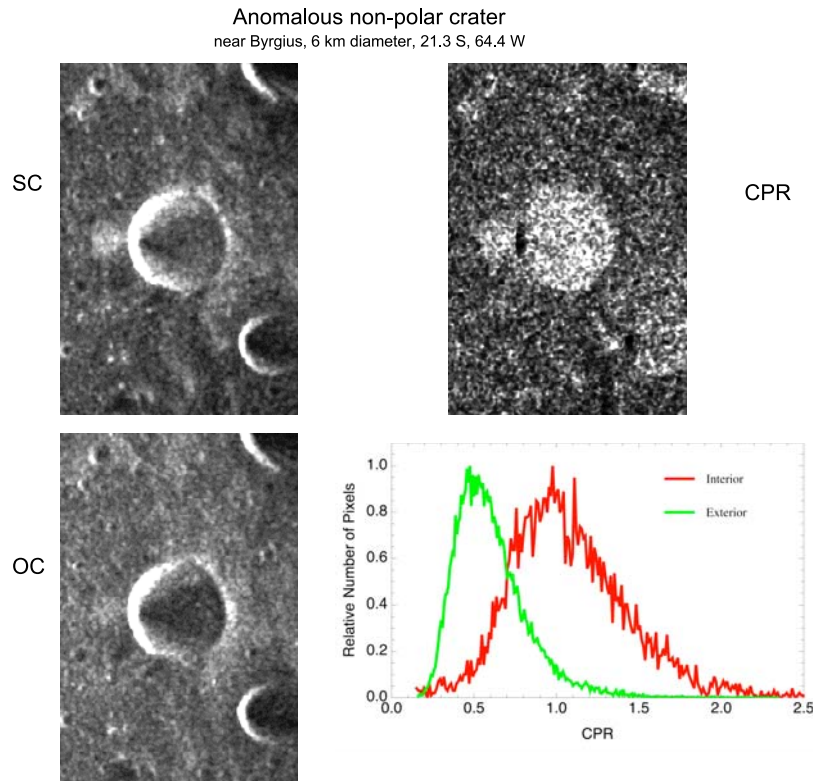 Anomalous non-polar crater
near Byrgius, 6 km diameter, 21.3 S, 64.4 W
SC
CPR
OC
Relative Number of Pixels
1.0
0.8
0.6
0.4
0.2
0.0
Interior
Exterior
0.0 0.5 1.0 1.5 2.0 2.5
CPR